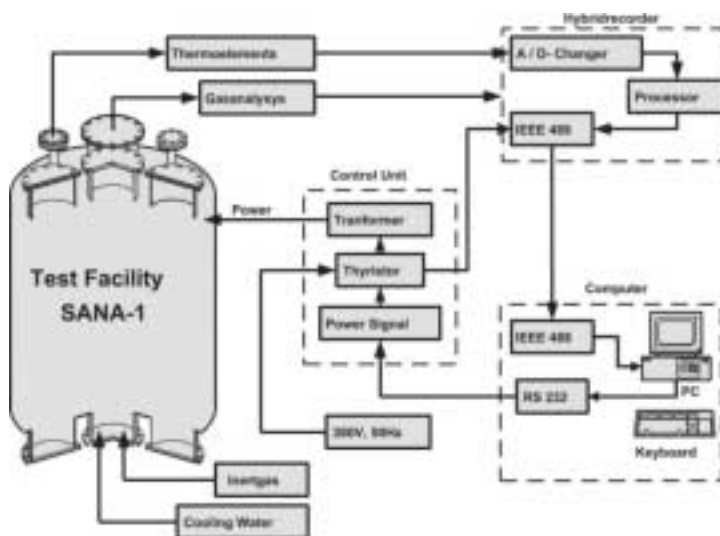 Hybridrecorder
Thermoelements
A / D- Changer
Gasanalysys
Processor
IEEE 488
Control Unit
Power
Tranformer
Test Facility
SANA-1
Thyristor
Computer
Power Signal
IEEE 488
RS 232
PC
380V, 50Hz
Keyboard
Inertgas
Cooling Water